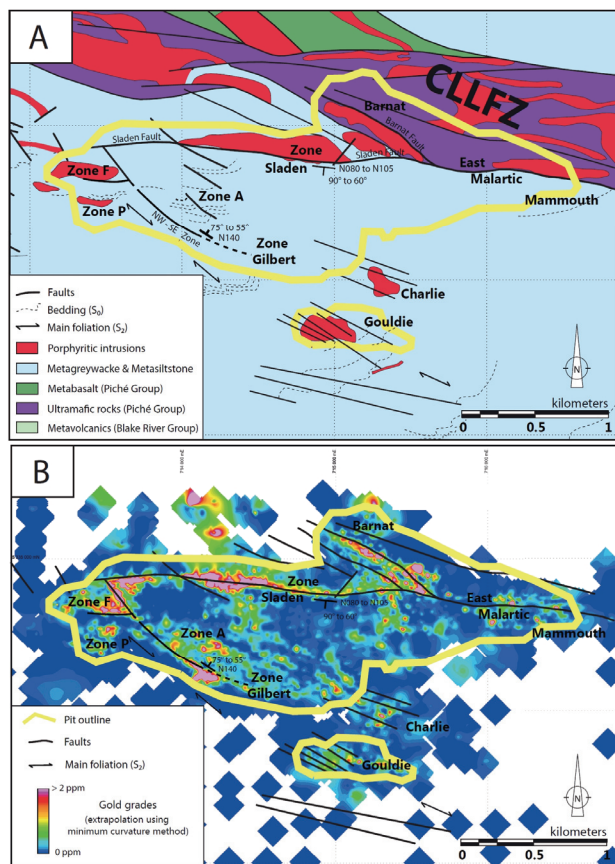 A
CLLFZ
Barnat
Barnat Fault
Sladen Fault
Zone
Sladen
Sladen Fault
N080 to N105
90° to 60°
East
Malartic
Mammouth
Zone F
Zone P
Zone A
NW SE Zone
75° to 55°
N140
Zone
Gilbert
Charlie
Gouldie
Faults
Bedding (S₀)
Main foliation (S₂)
Porphyritic intrusions
Metagreywacke & Metasiltstone
Metabasalt (Piché Group)
Ultramafic rocks (Piché Group)
Metavolcanics (Blake River Group)
N
kilometers
0 0.5 1
B
Barnat
Zone
Sladen
N080 to N105
90° to 60°
East
Malartic
Mammouth
Zone F
Zone P
Zone A
75° to 55°
N140
Zone
Gilbert
Charlie
Gouldie
Pit outline
Faults
Main foliation (S₂)
> 2 ppm
Gold grades
(extrapolation using
minimum curvature method)
0 ppm
N
kilometers
0 0.5 1